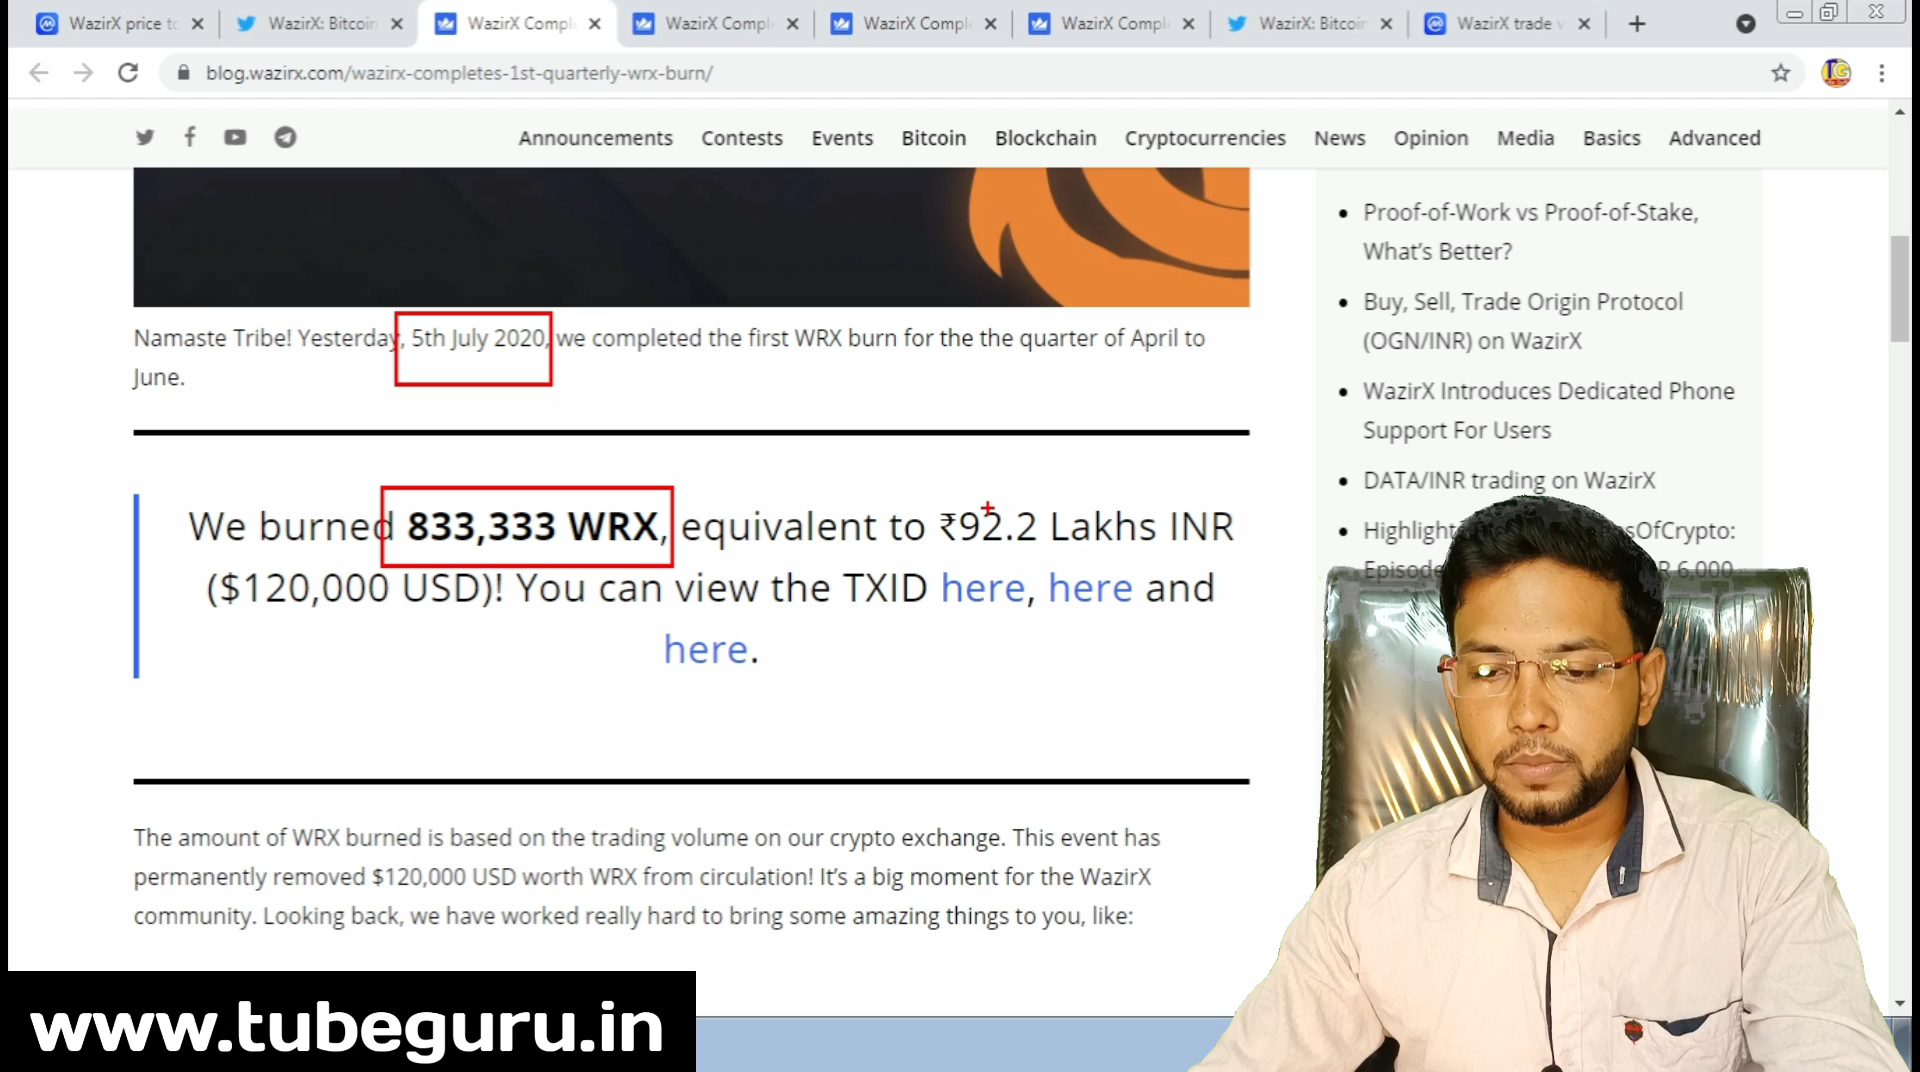 WazirX price to
WazirX: Bitcoin
WazirX Comple
WazirX Comple
WazirX Comple
WazirX Comple
WazirX: Bitcoin
WazirX trade v
blog.wazirx.com/wazirx-completes-1st-quarterly-wrx-burn/
Announcements Contests Events Bitcoin Blockchain Cryptocurrencies News Opinion Media Basics Advanced
Namaste Tribe! Yesterday, 5th July 2020, we completed the first WRX burn for the the quarter of April to
June.
We burned 833,333 WRX, equivalent to ₹92.2 Lakhs INR
($120,000 USD)! You can view the TXID here, here and
here.
The amount of WRX burned is based on the trading volume on our crypto exchange. This event has
permanently removed $120,000 USD worth WRX from circulation! It's a big moment for the WazirX
community. Looking back, we have worked really hard to bring some amazing things to you, like:
Proof-of-Work vs Proof-of-Stake,
What's Better?
Buy, Sell, Trade Origin Protocol
(OGN/INR) on WazirX
WazirX Introduces Dedicated Phone
Support For Users
DATA/INR trading on WazirX
OfCrypto:
6,000
www.tubeguru.in